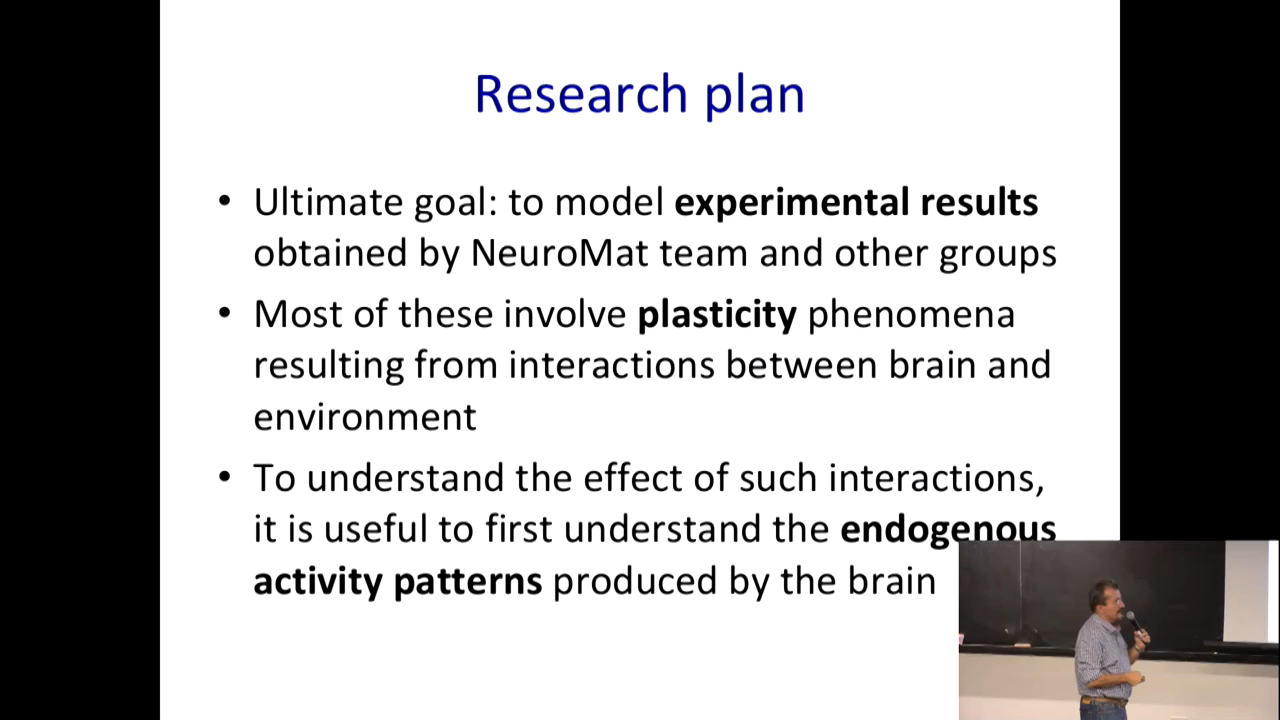 Research plan
• Ultimate goal: to model experimental results
obtained by NeuroMat team and other groups
• Most of these involve plasticity phenomena
resulting from interactions between brain and
environment
• To understand the effect of such interactions,
it is useful to first understand the endogenous
activity patterns produced by the brain